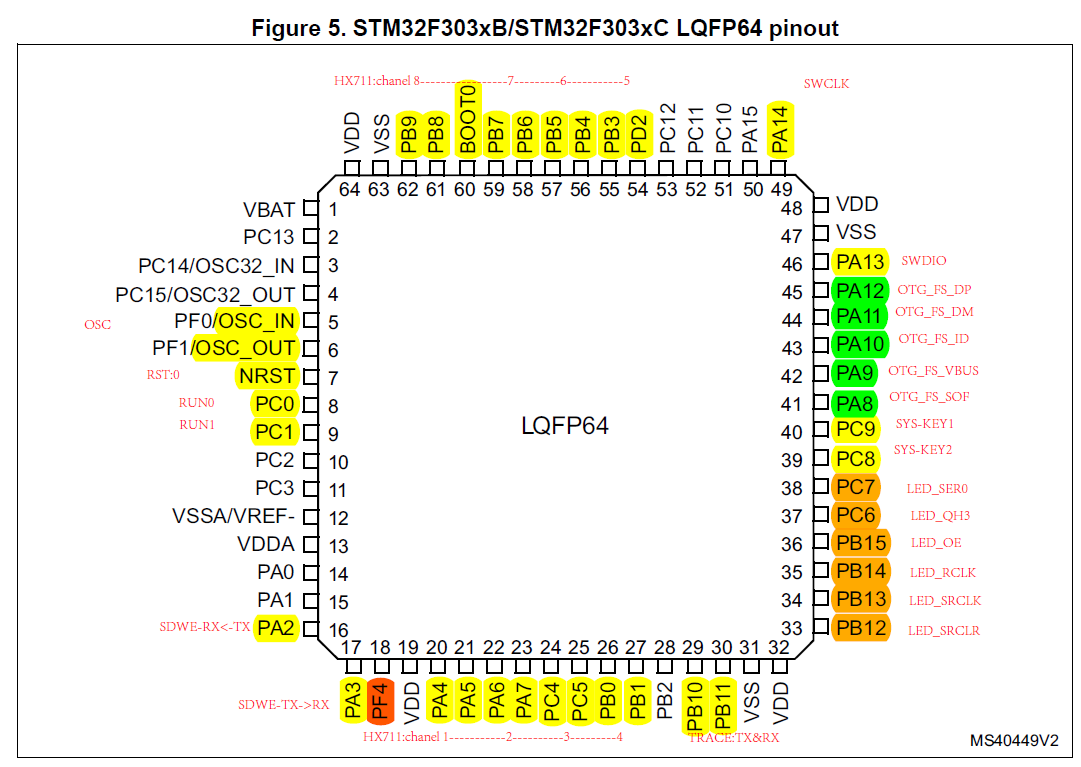 Figure 5. STM32F303xB/STM32F303xC LQFP64 pinout
HX711:chanel 8-----------------7---------6-----------5
SWCLK
VDD VSS PB9 PB8 BOOT0 PB7 PB6 PB5 PB4 PB3 PD2 PC12 PC11 PC10 PA15 PA14
64 63 62 61 60 59 58 57 56 55 54 53 52 51 50 49
VBAT 1
PC13 2
PC14/OSC32_IN 3
PC15/OSC32_OUT 4
OSC PF0/OSC_IN 5
PF1/OSC_OUT 6
RST:0 NRST 7
RUN0 PC0 8
RUN1 PC1 9
PC2 10
PC3 11
VSSA/VREF- 12
VDDA 13
PA0 14
PA1 15
SDWE-RX<-TX PA2 16
LQFP64
48 VDD
47 VSS
46 PA13 SWDIO
45 PA12 OTG_FS_DP
44 PA11 OTG_FS_DM
43 PA10 OTG_FS_ID
42 PA9 OTG_FS_VBUS
41 PA8 OTG_FS_SOF
40 PC9 SYS-KEY1
39 PC8 SYS-KEY2
38 PC7 LED_SER0
37 PC6 LED_QH3
36 PB15 LED_OE
35 PB14 LED_RCLK
34 PB13 LED_SRCLK
33 PB12 LED_SRCLR
17 18 19 20 21 22 23 24 25 26 27 28 29 30 31 32
PA3 PF4 VDD PA4 PA5 PA6 PA7 PC4 PC5 PB0 PB1 PB2 PB10 PB11 VSS VDD
SDWE-TX->RX
HX711:chanel 1-----------2----------3---------4
TRACE:TX&RX
MS40449V2